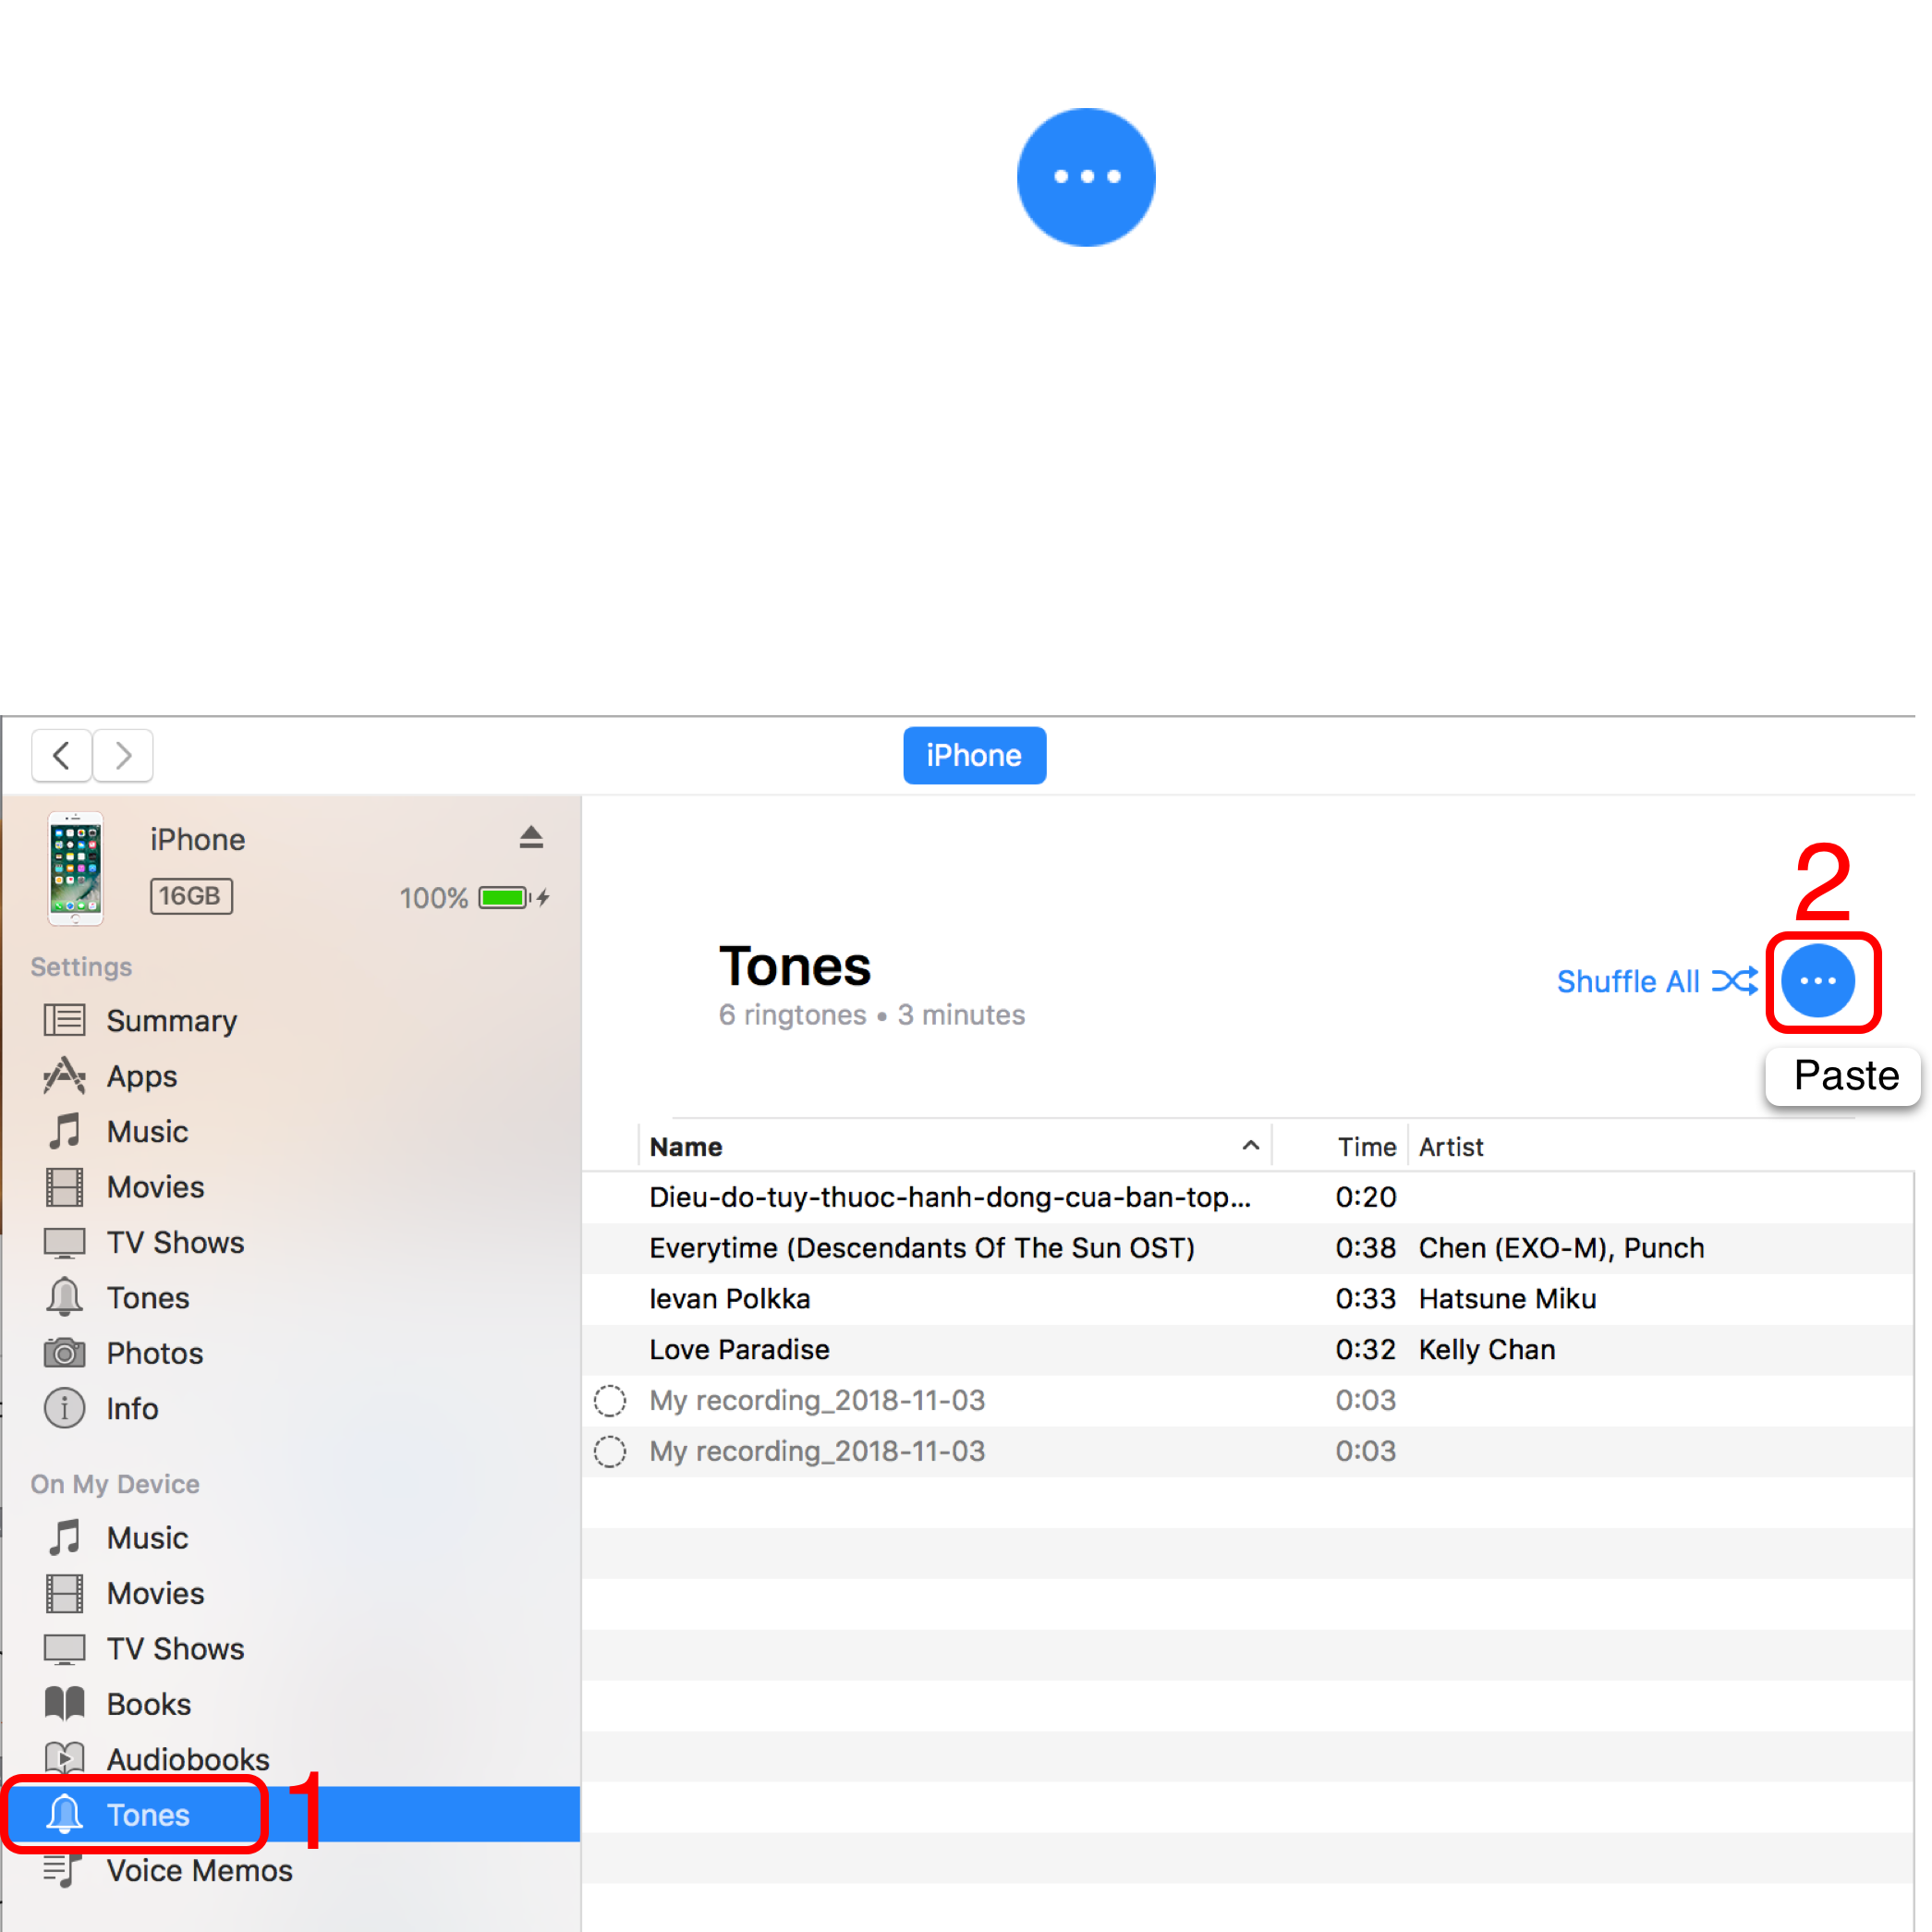 iPhone
iPhone
16GB
100%
Settings
Summary
Apps
Music
Movies
TV Shows
Tones
Photos
Info
On My Device
Music
Movies
TV Shows
Books
Audiobooks
Tones
1
Voice Memos
2
Tones
6 ringtones • 3 minutes
Shuffle All
Paste
Name Time Artist
Dieu-do-tuy-thuoc-hanh-dong-cua-ban-top... 0:20
Everytime (Descendants Of The Sun OST) 0:38 Chen (EXO-M), Punch
Ievan Polkka 0:33 Hatsune Miku
Love Paradise 0:32 Kelly Chan
My recording_2018-11-03 0:03
My recording_2018-11-03 0:03